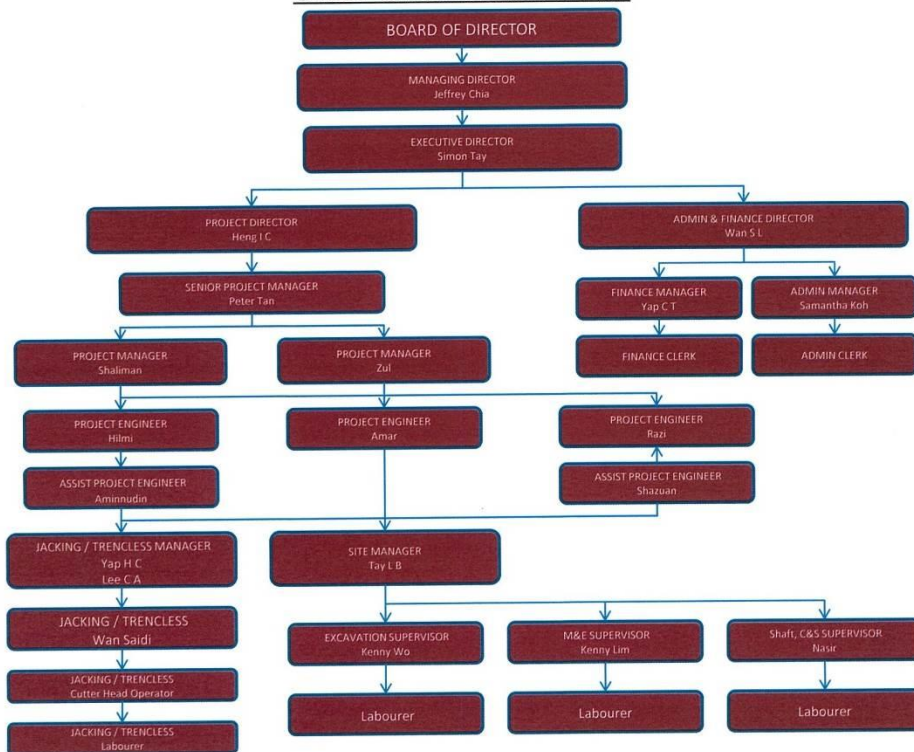 BOARD OF DIRECTOR
MANAGING DIRECTOR
Jeffrey Chia
EXECUTIVE DIRECTOR
Simon Tay
PROJECT DIRECTOR
Heng I C
ADMIN & FINANCE DIRECTOR
Wan S L
SENIOR PROJECT MANAGER
Peter Tan
FINANCE MANAGER
Yap C T
ADMIN MANAGER
Samantha Koh
PROJECT MANAGER
Shaliman
PROJECT MANAGER
Zul
FINANCE CLERK
ADMIN CLERK
PROJECT ENGINEER
Hilmi
PROJECT ENGINEER
Amar
PROJECT ENGINEER
Razi
ASSIST PROJECT ENGINEER
Aminnudin
ASSIST PROJECT ENGINEER
Shazuan
JACKING / TRENCLESS MANAGER
Yap H C
Lee C A
SITE MANAGER
Tay L B
JACKING / TRENCLESS
Wan Saidi
EXCAVATION SUPERVISOR
Kenny Wo
M&E SUPERVISOR
Kenny Lim
Shaft, C&S SUPERVISOR
Nasir
JACKING / TRENCLESS
Cutter Head Operator
JACKING / TRENCLESS
Labourer
Labourer
Labourer
Labourer